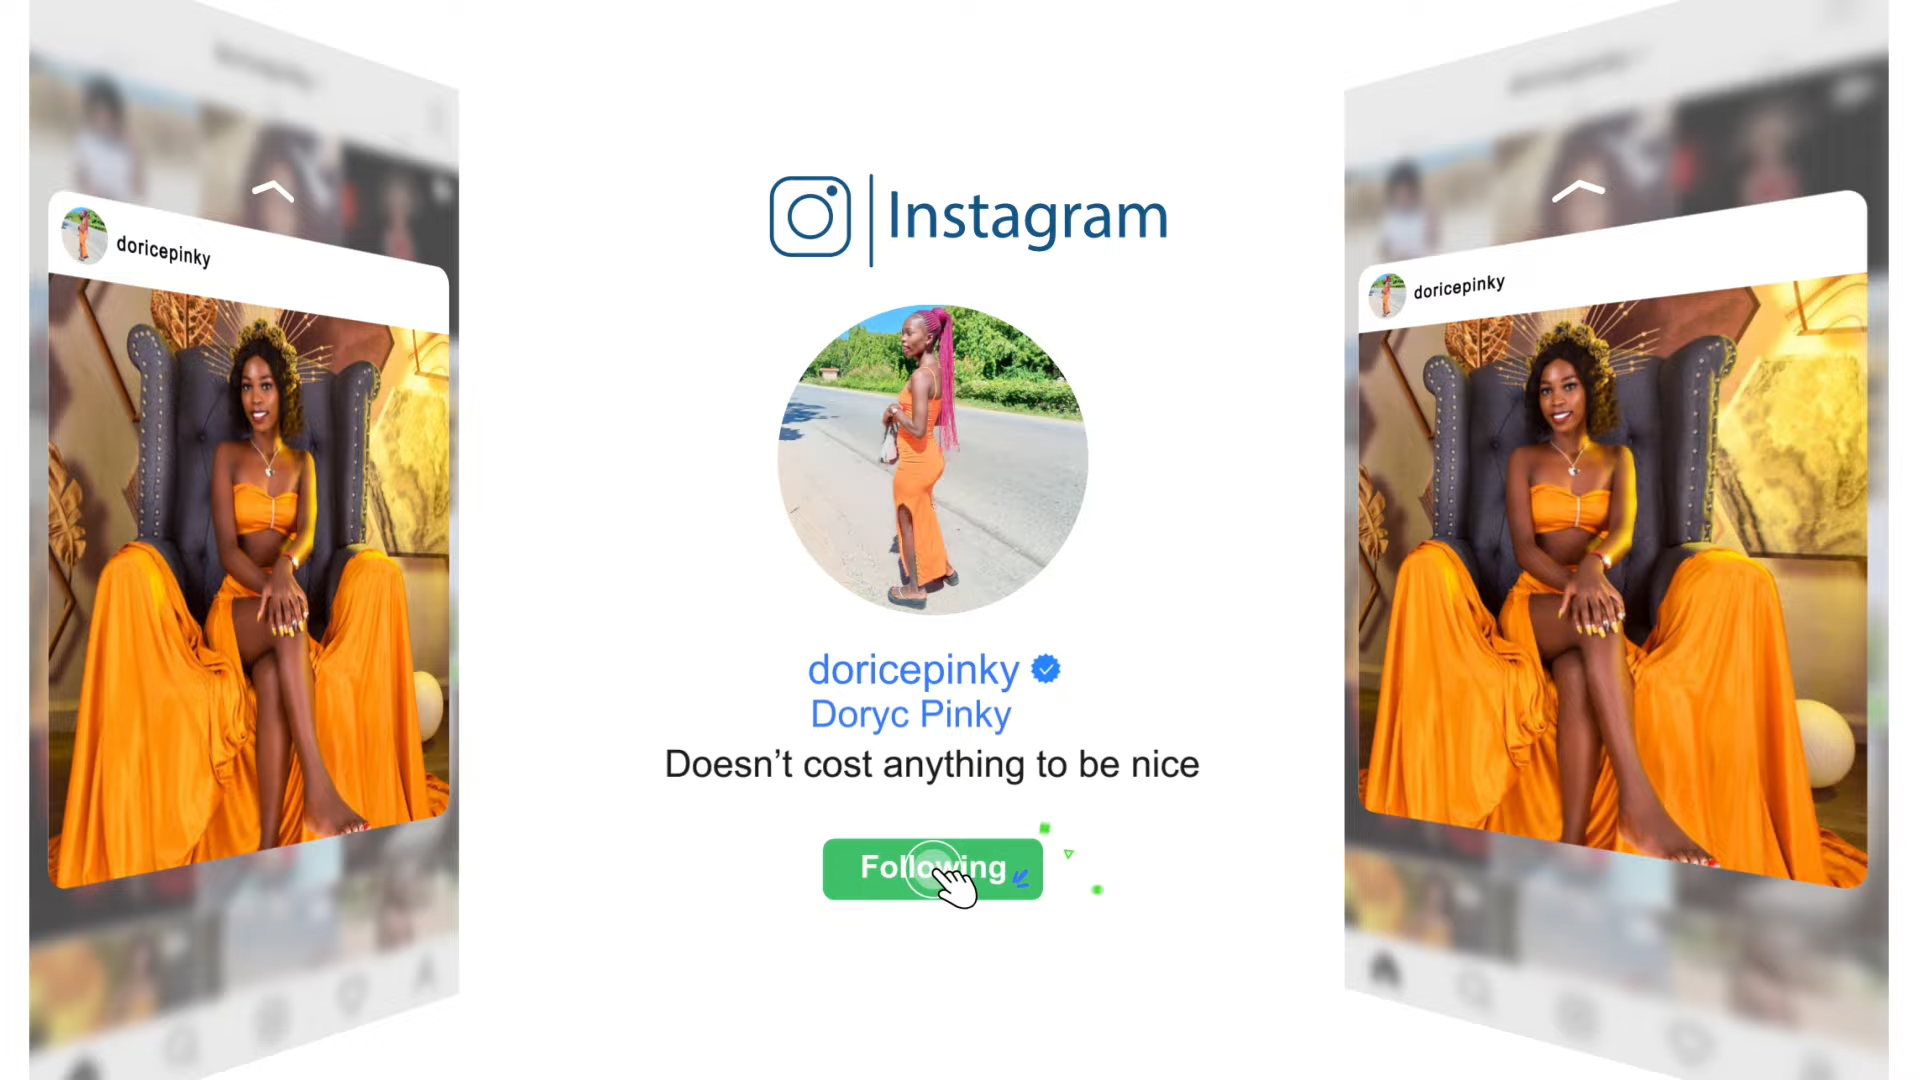 Instagram
doricepinky
doricepinky
doricepinky
Doryc Pinky
Doesn’t cost anything to be nice
Following